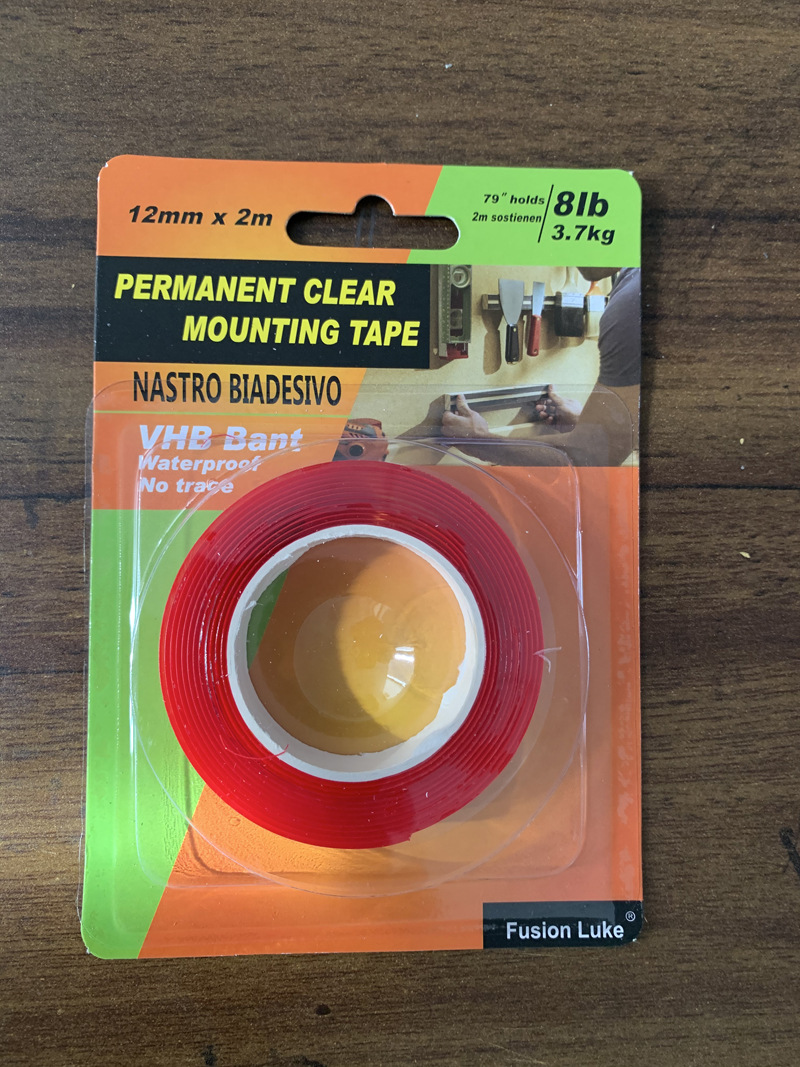 12mm x 2m
79" holds
2m sostienen
8lb
3.7kg
PERMANENT CLEAR
MOUNTING TAPE
NASTRO BIADESIVO
VHB Bant
Waterproof
No trace
Fusion Luke®